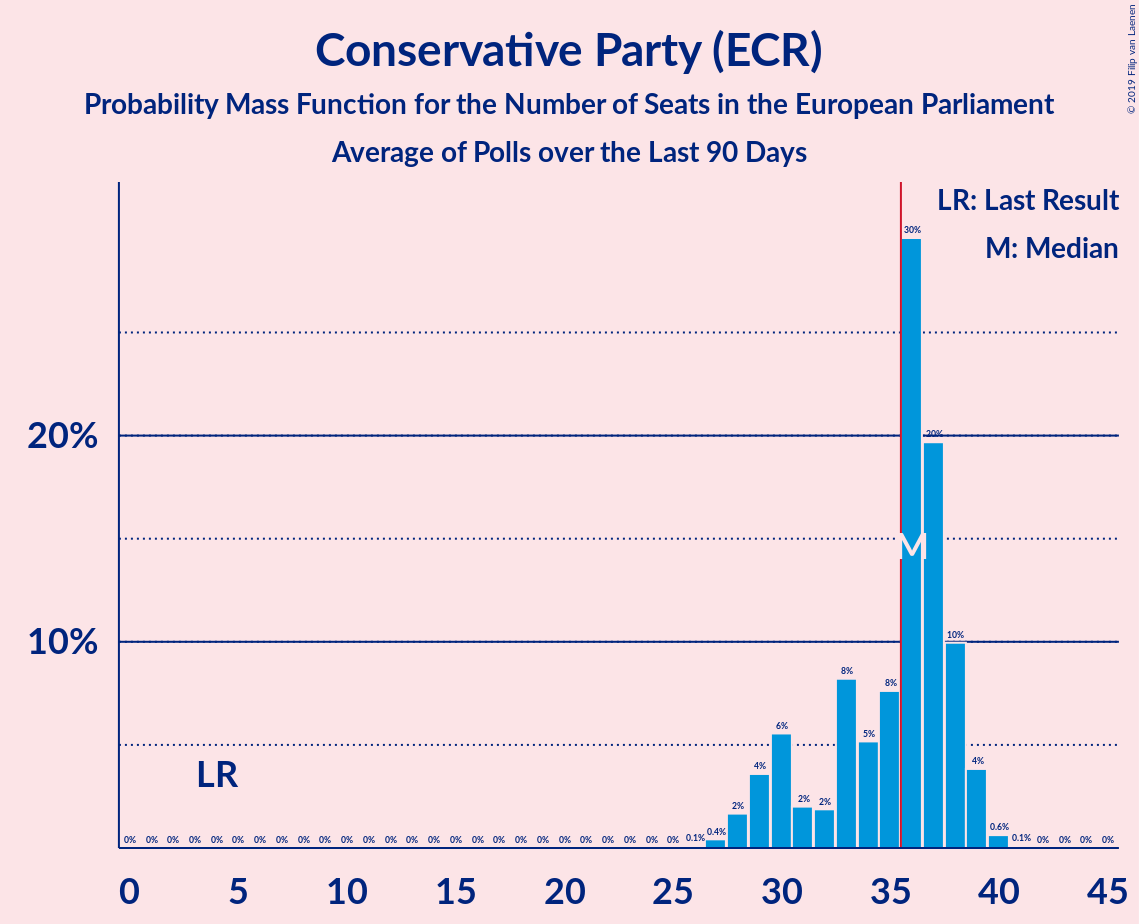 Conservative Party (ECR)
Probability Mass Function for the Number of Seats in the European Parliament
Average of Polls over the Last 90 Days
© 2019 Filip van Laenen
LR: Last Result
M: Median
30%
20%
20%
M
10%
10%
8%
8%
6%
5%
LR
4%
4%
2%
2%
2%
0% 0% 0% 0% 0% 0% 0% 0% 0% 0% 0% 0% 0% 0% 0% 0% 0% 0% 0% 0% 0% 0% 0% 0% 0% 0% 0.1% 0.4% 0.6% 0.1% 0% 0% 0% 0%
0 5 10 15 20 25 30 35 40 45